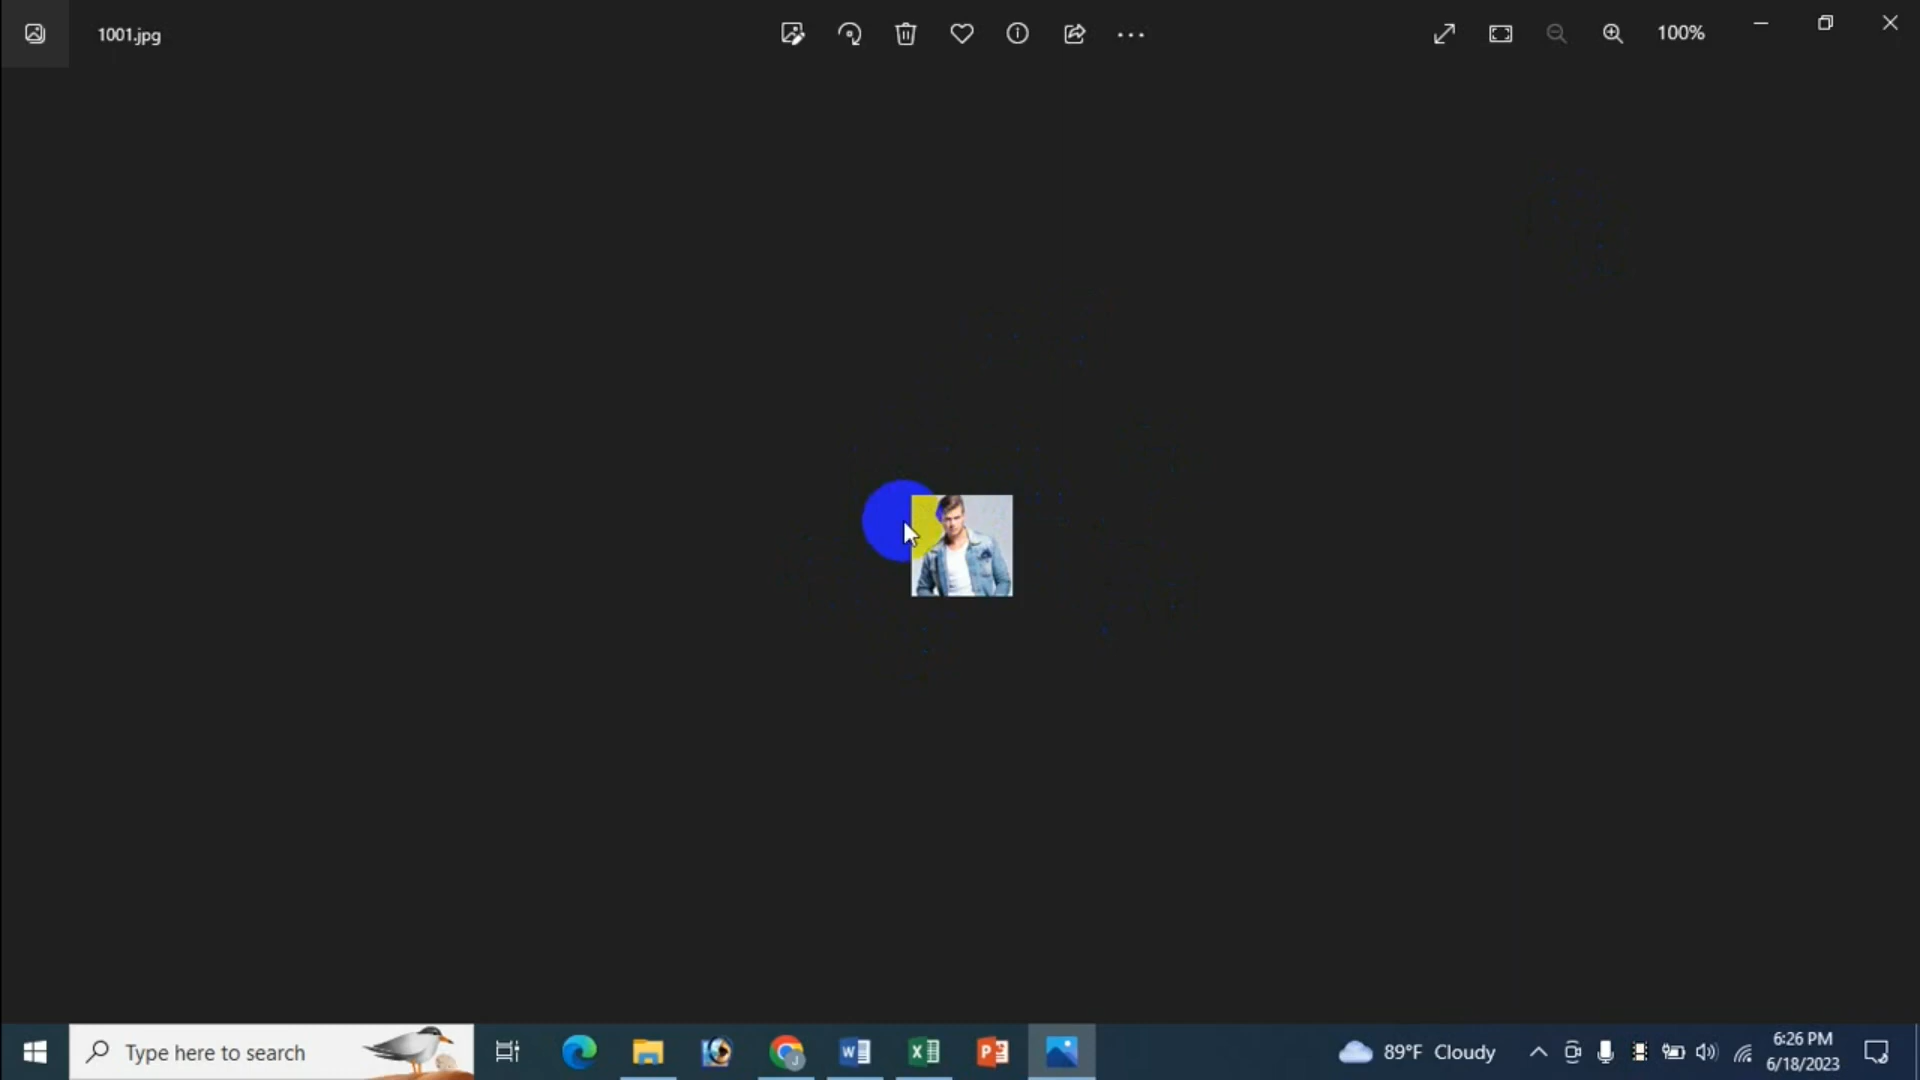 1001.jpg
100%
Type here to search
89°F Cloudy
6:26 PM
6/18/2023